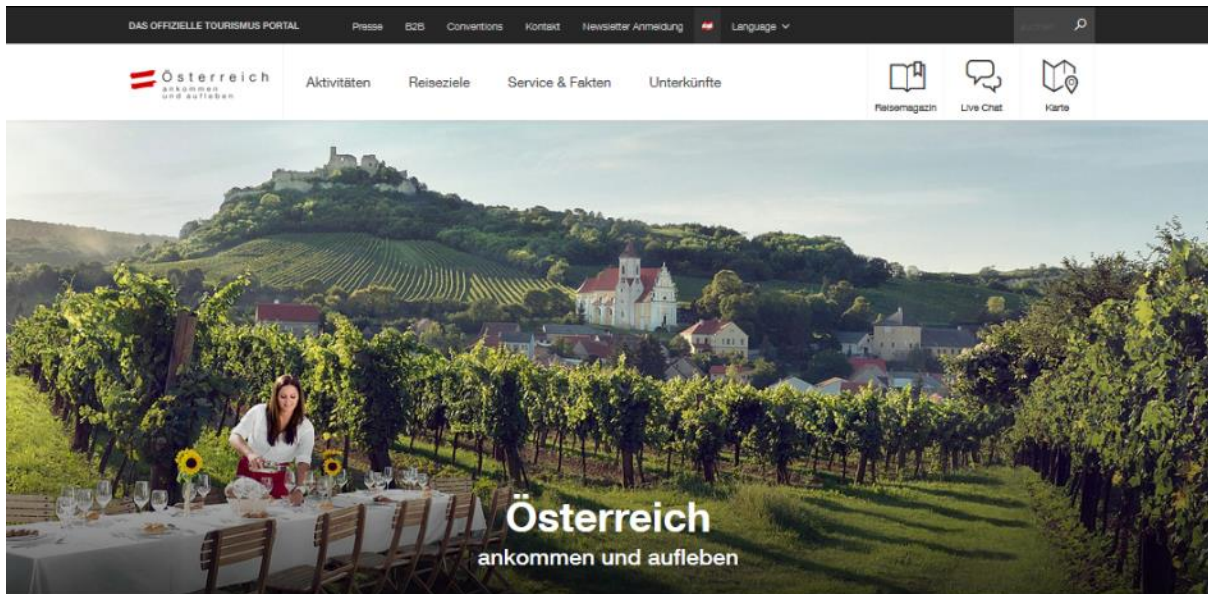 DAS OFFIZIELLE TOURISMUS PORTAL Presse B2B Conventions Kontakt Newsletter Anmeldung Language
Österreich
ankommen
und aufleben
Aktivitäten Reiseziele Service & Fakten Unterkünfte
Reisemagazin Live Chat Karte
Österreich
ankommen und aufleben